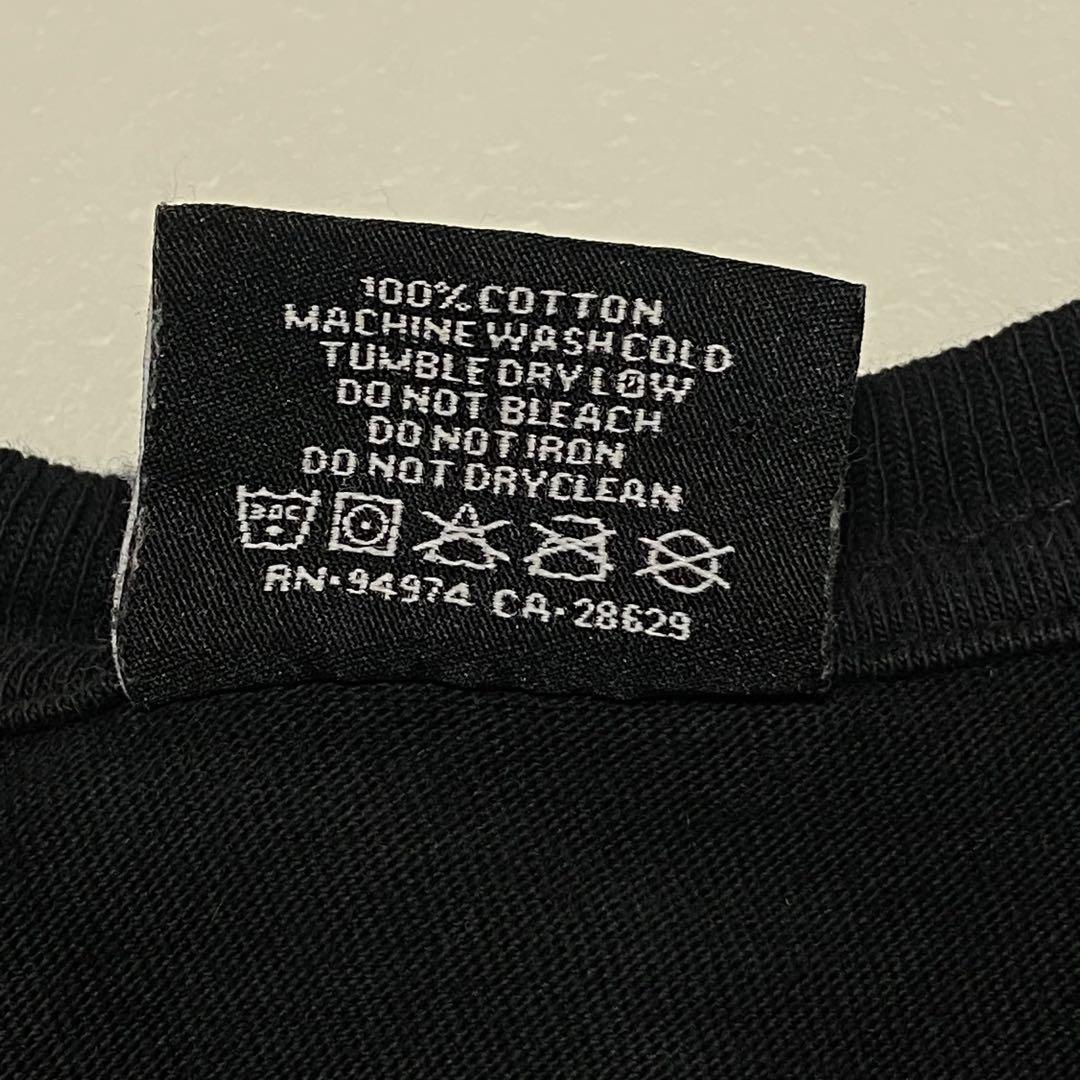 100% COTTON
MACHINE WASH COLD
TUMBLE DRY LOW
DO NOT BLEACH
DO NOT IRON
DO NOT DRYCLEAN
30C
RN·94974 CA·28629